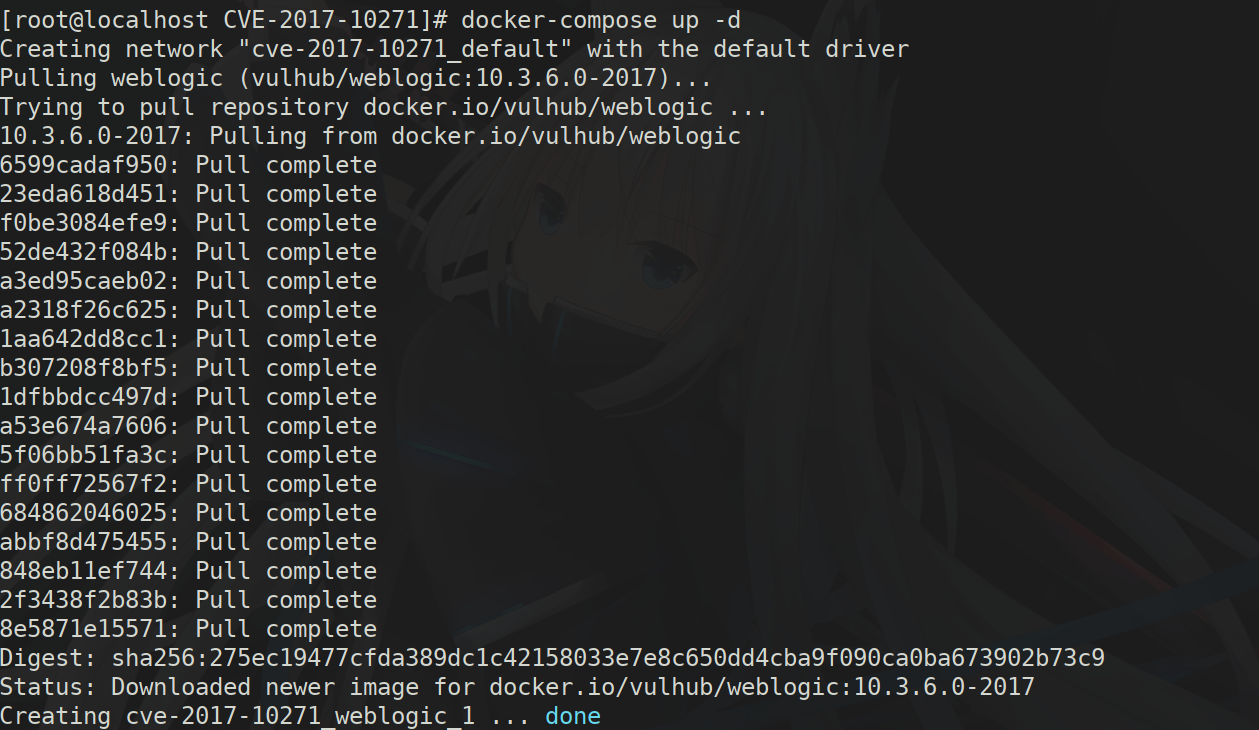 [root@localhost CVE-2017-10271]# docker-compose up -d
Creating network "cve-2017-10271_default" with the default driver
Pulling weblogic (vulhub/weblogic:10.3.6.0-2017)...
Trying to pull repository docker.io/vulhub/weblogic ...
10.3.6.0-2017: Pulling from docker.io/vulhub/weblogic
6599cadaf950: Pull complete
23eda618d451: Pull complete
f0be3084efe9: Pull complete
52de432f084b: Pull complete
a3ed95caeb02: Pull complete
a2318f26c625: Pull complete
1aa642dd8cc1: Pull complete
b307208f8bf5: Pull complete
1dfbbdcc497d: Pull complete
a53e674a7606: Pull complete
5f06bb51fa3c: Pull complete
ff0ff72567f2: Pull complete
684862046025: Pull complete
abbf8d475455: Pull complete
848eb11ef744: Pull complete
2f3438f2b83b: Pull complete
8e5871e15571: Pull complete
Digest: sha256:275ec19477cfda389dc1c42158033e7e8c650dd4cba9f090ca0ba673902b73c9
Status: Downloaded newer image for docker.io/vulhub/weblogic:10.3.6.0-2017
Creating cve-2017-10271_weblogic_1 ... done